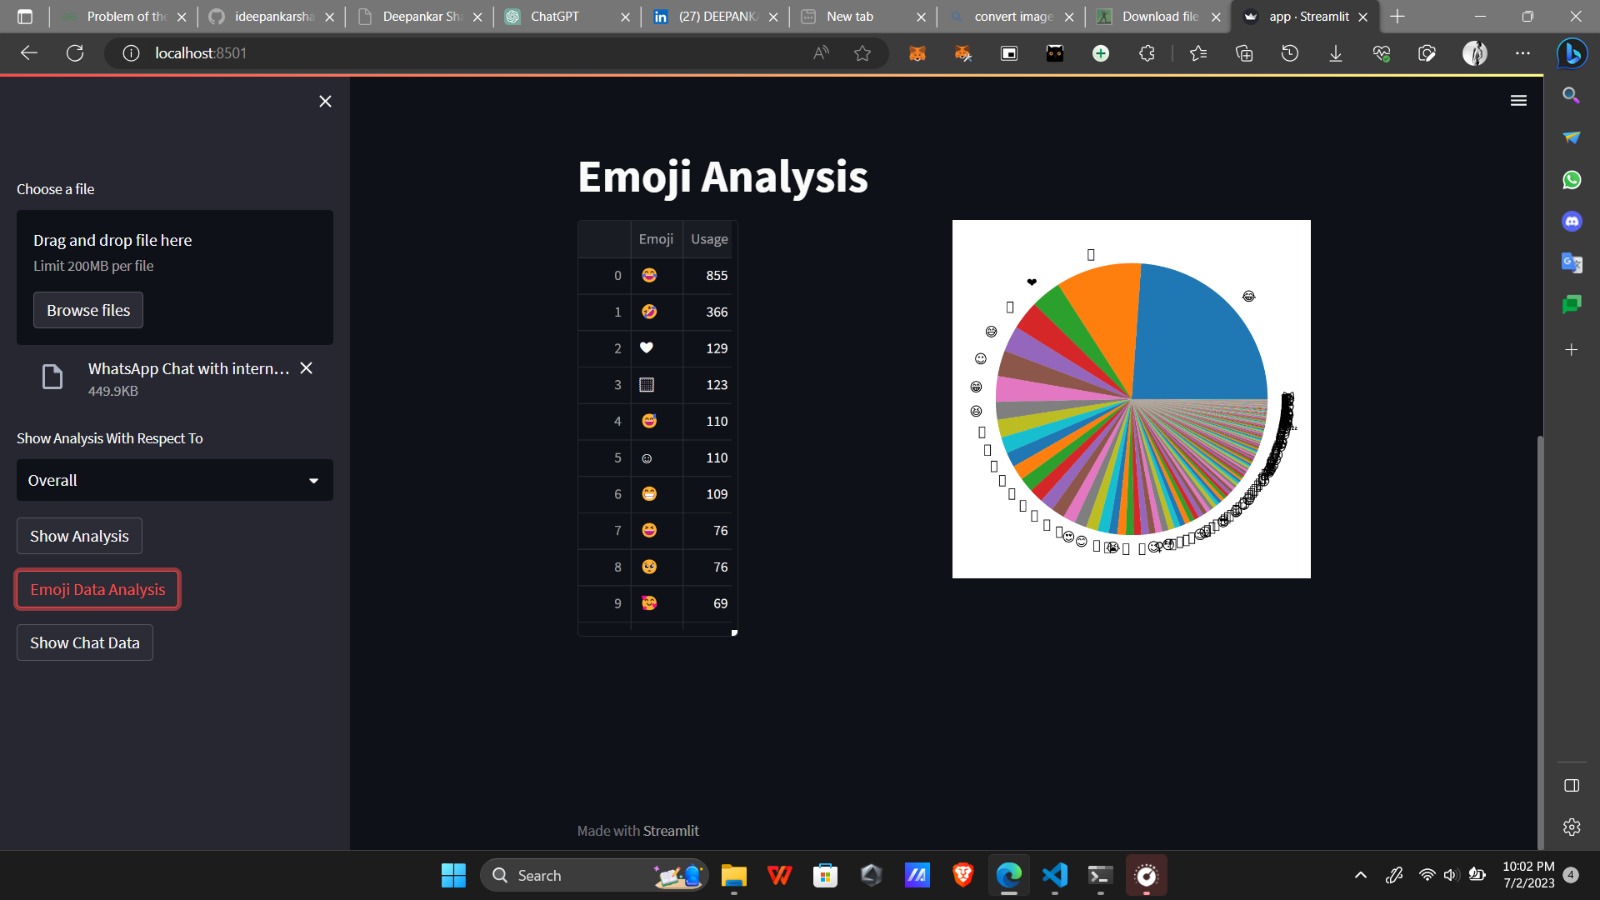 Problem of the
ideepankarsha
Deepankar Sha
ChatGPT
(27) DEEPANKA
New tab
convert image
Download file
app · Streamlit
localhost:8501
Choose a file
Drag and drop file here
Limit 200MB per file
Browse files
WhatsApp Chat with intern...
449.9KB
Show Analysis With Respect To
Overall
Show Analysis
Emoji Data Analysis
Show Chat Data
Emoji Analysis
Emoji Usage
0 😂 855
1 🤣 366
2 ❤ 129
3 123
4 😅 110
5 ☺ 110
6 😁 109
7 😆 76
8 🥺 76
9 🥰 69
Made with Streamlit
Search
10:02 PM
7/2/2023
4